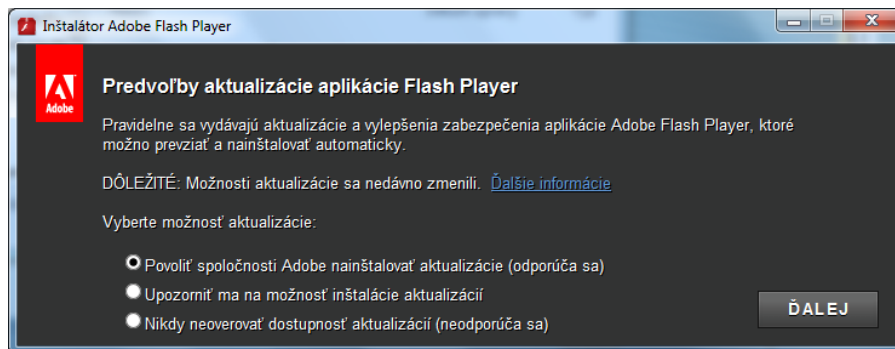 Inštalátor Adobe Flash Player
Adobe
Predvoľby aktualizácie aplikácie Flash Player
Pravidelne sa vydávajú aktualizácie a vylepšenia zabezpečenia aplikácie Adobe Flash Player, ktoré
možno prevziať a nainštalovať automaticky.
DÔLEŽITÉ: Možnosti aktualizácie sa nedávno zmenili. Ďalšie informácie
Vyberte možnosť aktualizácie:
Povoliť spoločnosti Adobe nainštalovať aktualizácie (odporúča sa)
Upozorniť ma na možnosť inštalácie aktualizácií
Nikdy neoverovať dostupnosť aktualizácií (neodporúča sa)
ĎALEJ